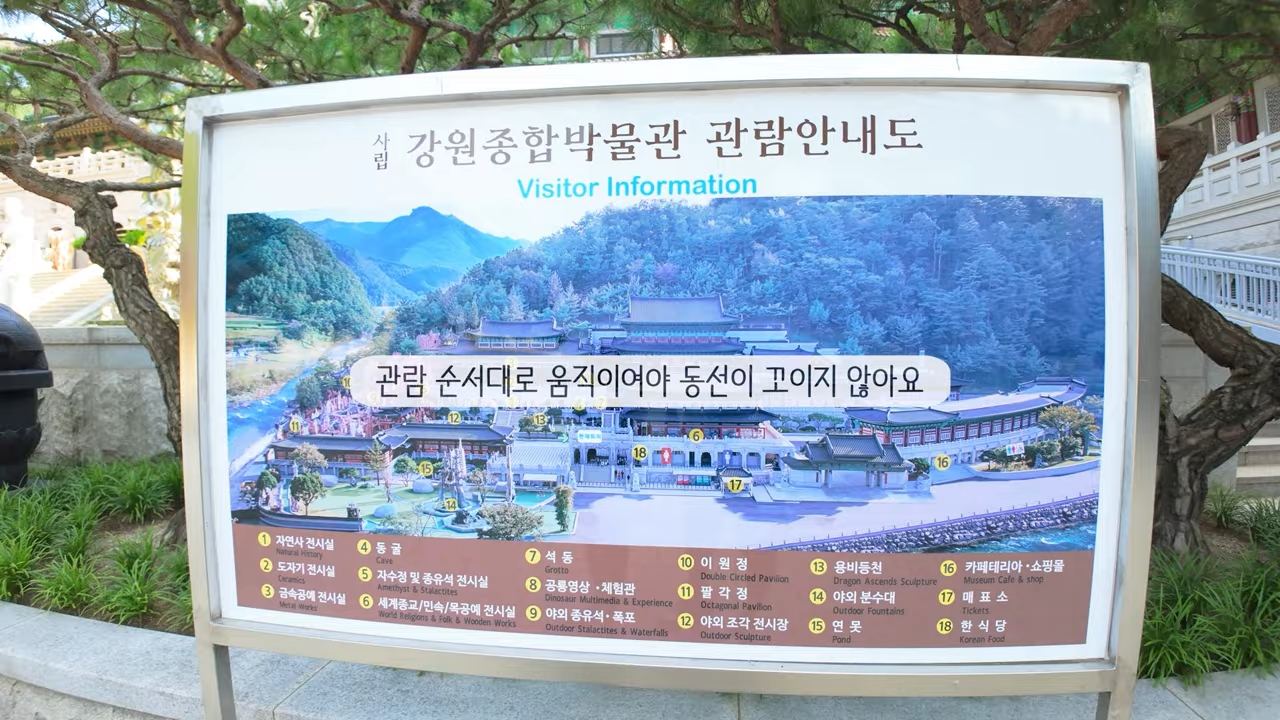 사립 강원종합박물관 관람안내도
Visitor Information
관람 순서대로 움직이여야 동선이 꼬이지 않아요
10
11
12
13
6
18
16
15
17
14
1 자연사 전시실
Natural History
2 도자기 전시실
Ceramics
3 금속공예 전시실
Metal Works
4 동 굴
Cave
5 자수정 및 종유석 전시실
Amethyst & Stalactites
6 세계종교/민속/목공예 전시실
World Religions & Folk & Wooden Works
7 석 동
Grotto
8 공룡영상 · 체험관
Dinosaur Multimedia & Experience
9 야외 종유석 · 폭포
Outdoor Stalactites & Waterfalls
10 이 원 정
Double Circled Pavilion
11 팔 각 정
Octagonal Pavilion
12 야외 조각 전시장
Outdoor Sculpture
13 용비등천
Dragon Ascends Sculpture
14 야외 분수대
Outdoor Fountains
15 연 못
Pond
16 카페테리아 · 쇼핑몰
Museum Cafe & shop
17 매 표 소
Tickets
18 한 식 당
Korean Food